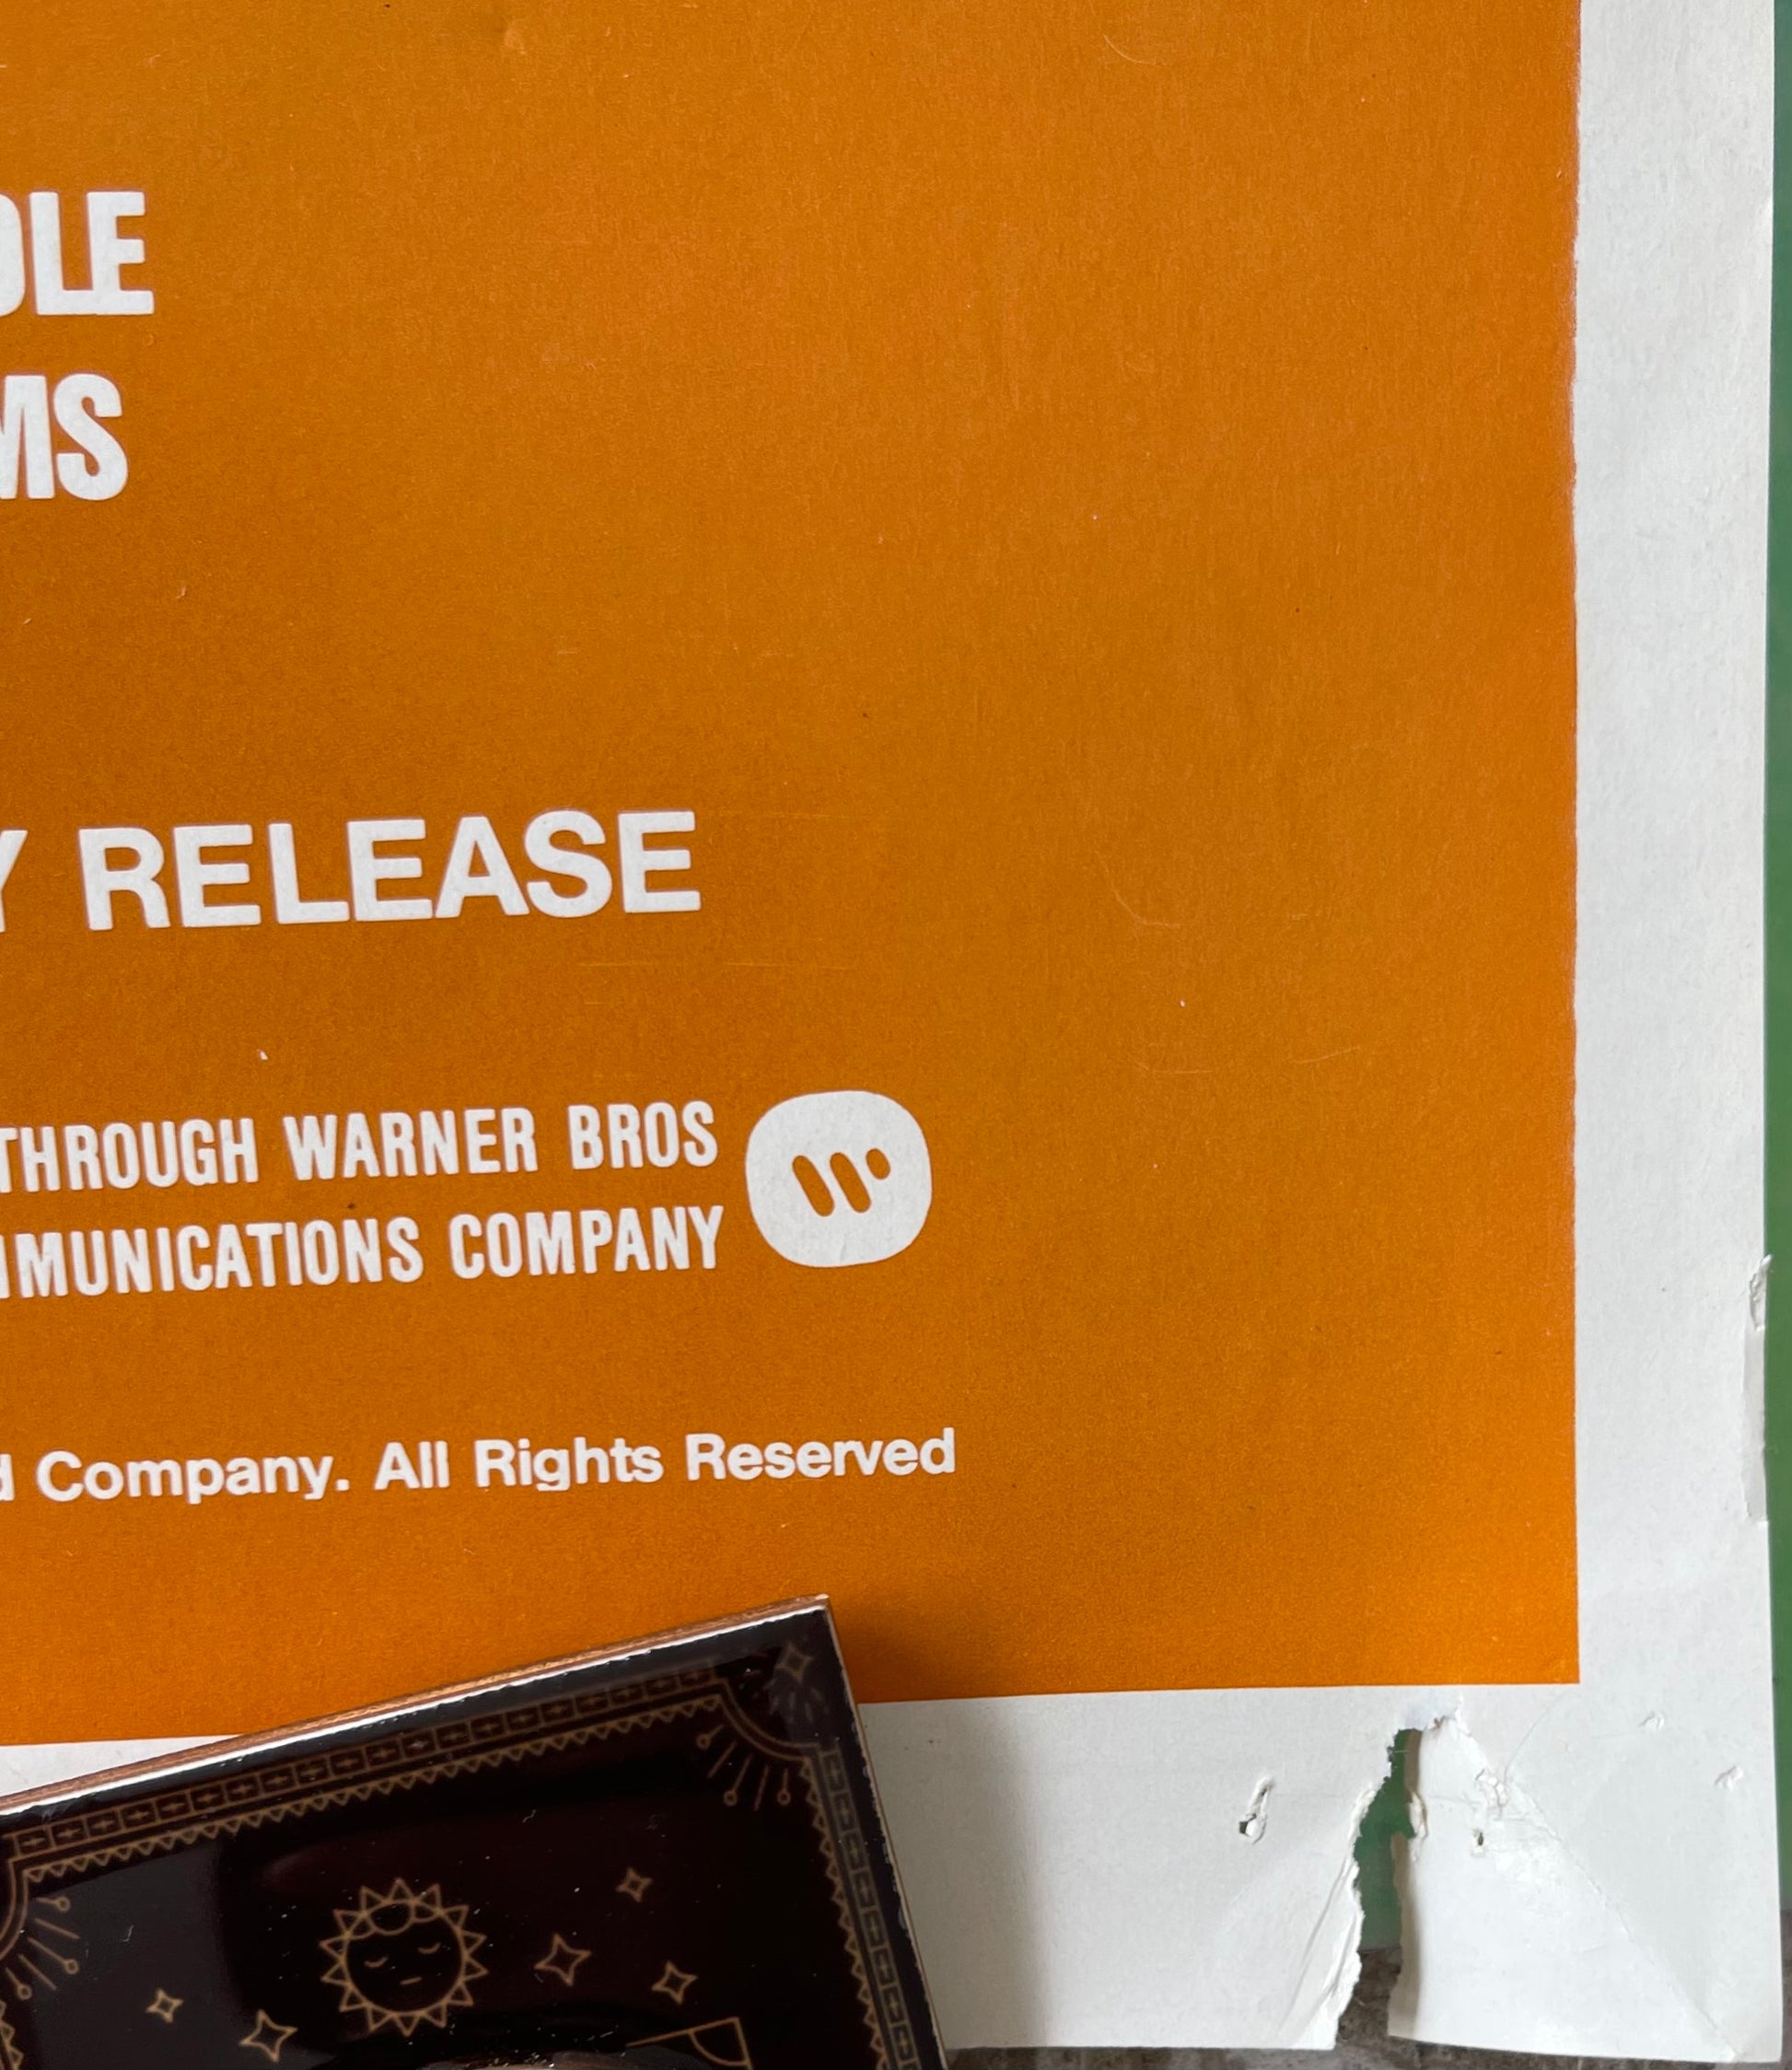 OLE
MS
Y RELEASE
THROUGH WARNER BROS
MMUNICATIONS COMPANY
d Company. All Rights Reserved